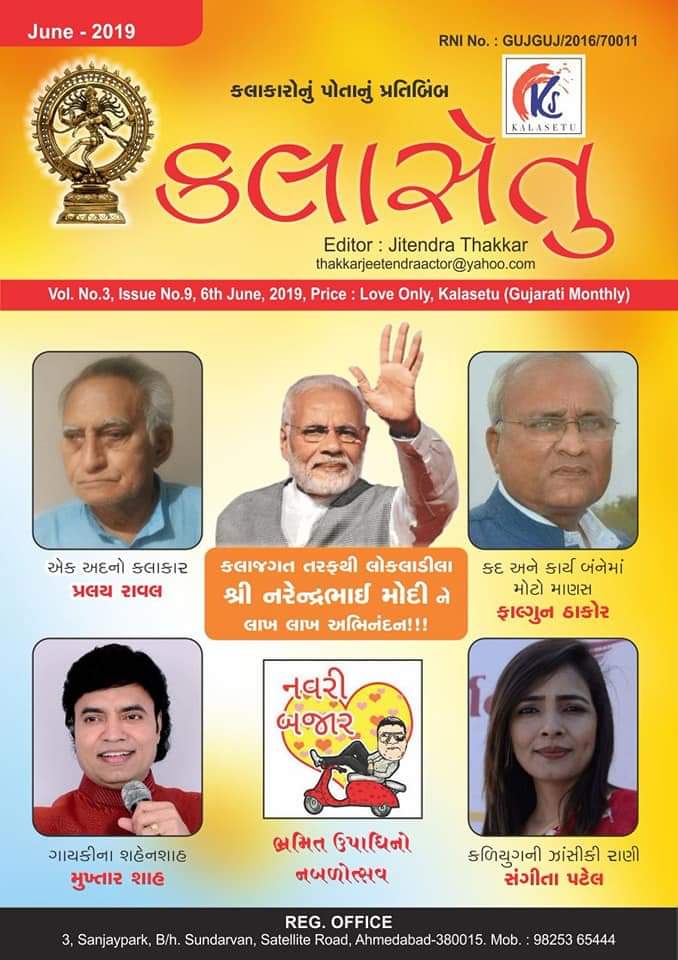 June - 2019
RNI No. : GUJGUJ/2016/70011
કલાકારોનું પોતાનું પ્રતિબિંબ
KS
KALASETU
કલાસેતુ
Editor : Jitendra Thakkar
thakkarjeetendraactor@yahoo.com
Vol. No.3, Issue No.9, 6th June, 2019, Price : Love Only, Kalasetu (Gujarati Monthly)
એક અદનો કલાકાર
પ્રલય રાવલ
કલાજગત તરફથી લોકલાડીલા
શ્રી નરેન્દ્રભાઈ મોદી ને
લાખ લાખ અભિનંદન!!!
કદ અને કાર્ય બંનેમાં
મોટો માણસ
ફાલ્ગુન ઠાકોર
ગાયકીના શહેનશાહ
મુખ્તાર શાહ
નવરી
બજાર
ભ્રમિત ઉપાધિનો
નબળોત્સવ
કળિયુગની ઝાંસીકી રાણી
સંગીતા પટેલ
REG. OFFICE
3, Sanjaypark, B/h. Sundarvan, Satellite Road, Ahmedabad-380015. Mob. : 98253 65444